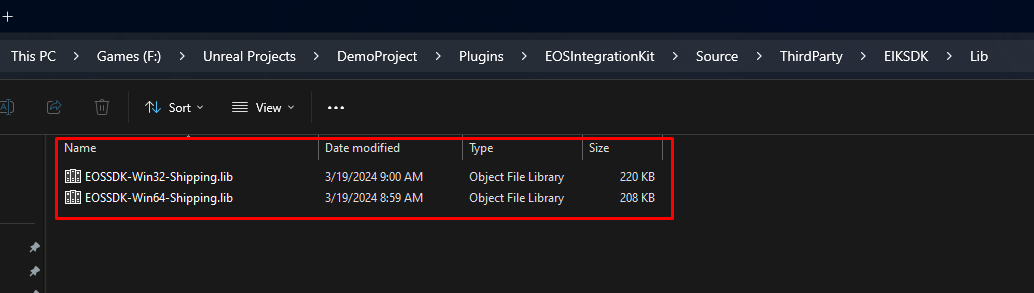 This PC > Games (F:) > Unreal Projects > DemoProject > Plugins > EOSIntegrationKit > Source > ThirdParty > EIKSDK > Lib
Sort View
Name Date modified Type Size
EOSSDK-Win32-Shipping.lib 3/19/2024 9:00 AM Object File Library 220 KB
EOSSDK-Win64-Shipping.lib 3/19/2024 8:59 AM Object File Library 208 KB